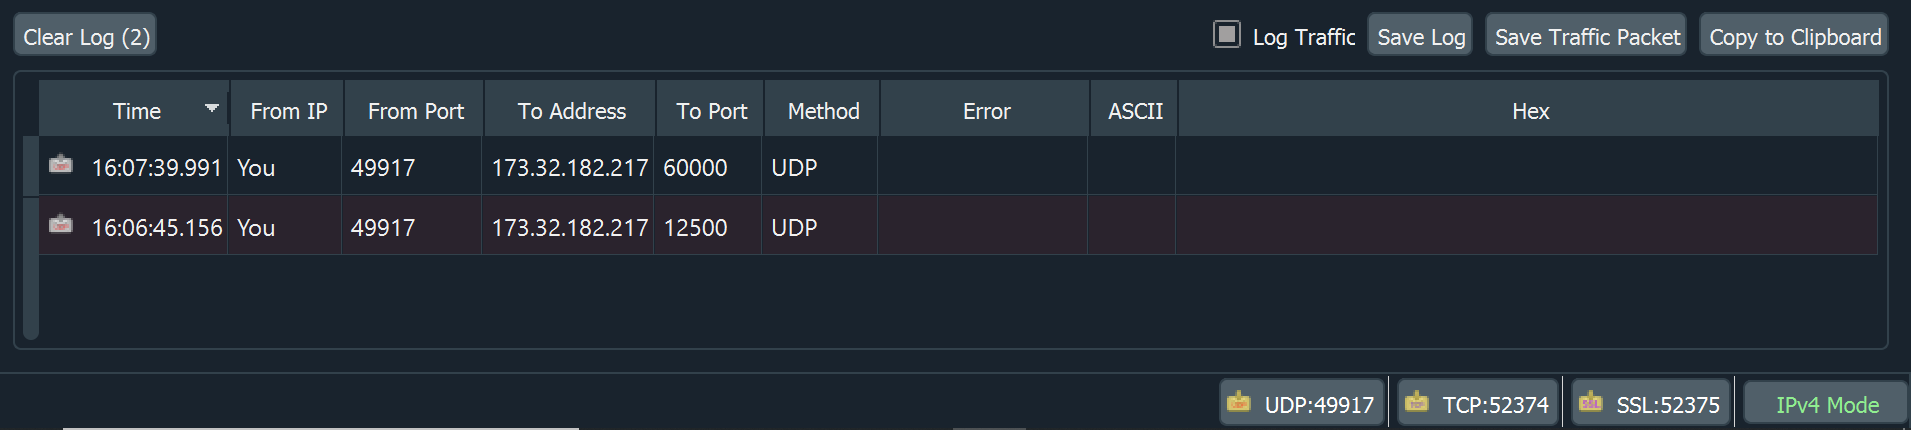 Clear Log (2) Log Traffic Save Log Save Traffic Packet Copy to Clipboard
Time From IP From Port To Address To Port Method Error ASCII Hex
16:07:39.991 You 49917 173.32.182.217 60000 UDP
16:06:45.156 You 49917 173.32.182.217 12500 UDP
UDP:49917 TCP:52374 SSL:52375 IPv4 Mode